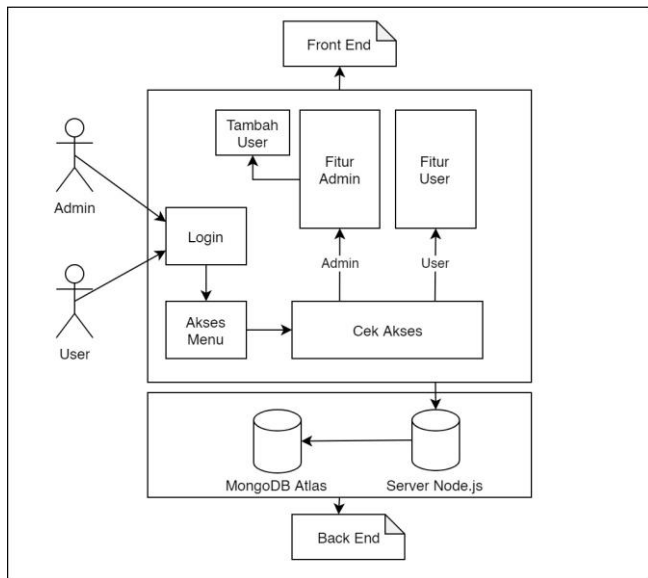 Front End
Tambah
User
Fitur
Admin
Fitur
User
Admin
Login
Admin
User
User
Akses
Menu
Cek Akses
MongoDB Atlas
Server Node.js
Back End